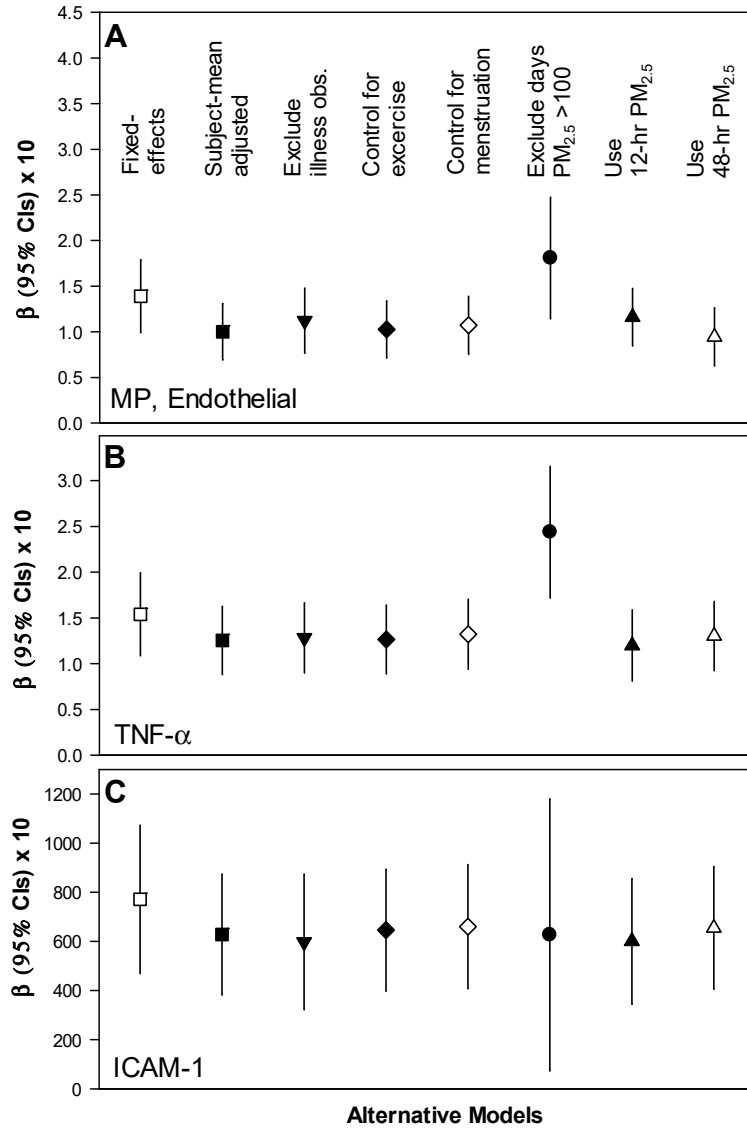 A
4.5
4.0
3.5
3.0
2.5
2.0
1.5
1.0
0.5
0.0
β (95% CIs) x 10
Fixed-
effects
Subject-mean
adjusted
Exclude
illness obs.
Control for
excercise
Control for
menstruation
Exclude days
PM2.5 >100
Use
12-hr PM2.5
Use
48-hr PM2.5
MP, Endothelial
B
3.0
2.5
2.0
1.5
1.0
0.5
0.0
β (95% CIs) x 10
TNF-α
C
1200
1000
800
600
400
200
0
β (95% CIs) x 10
ICAM-1
Alternative Models